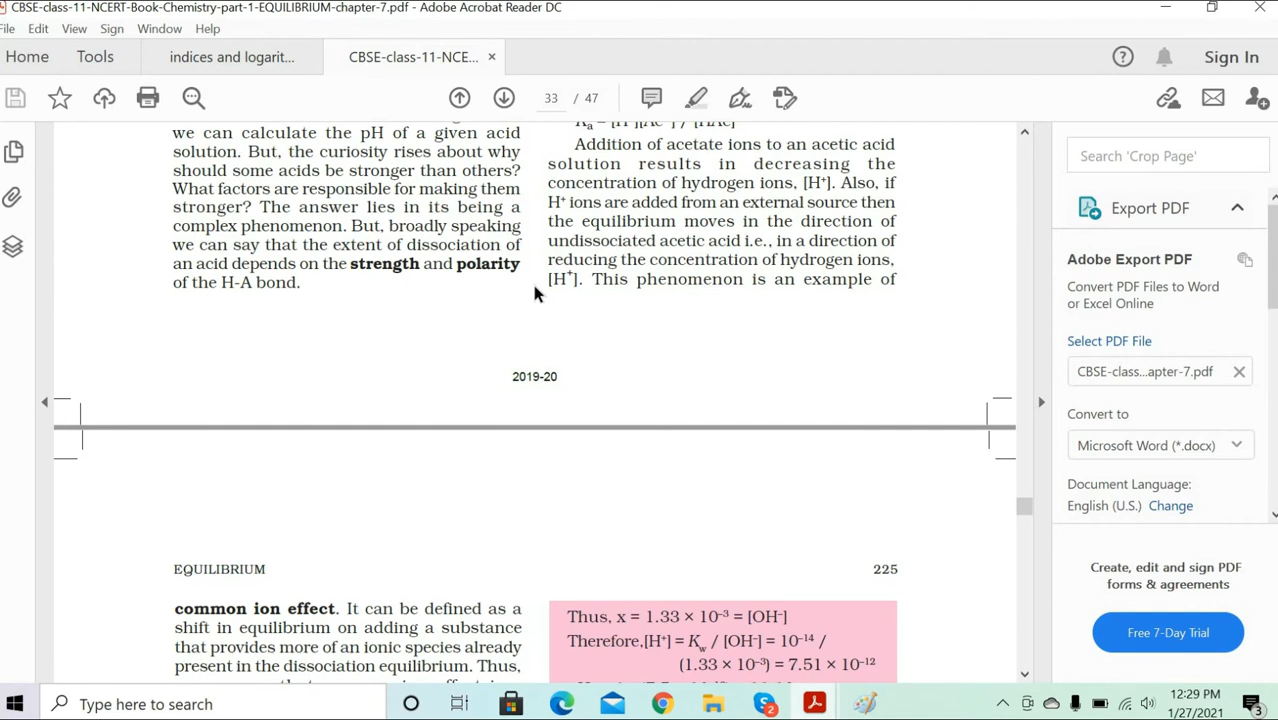 CBSE-class-11-NCERT-Book-Chemistry-part-1-EQUILIBRIUM-chapter-7.pdf - Adobe Acrobat Reader DC
File Edit View Sign Window Help
Home Tools indices and logarit... CBSE-class-11-NCE... ×
33 / 47
Sign In
we can calculate the pH of a given acid
solution. But, the curiosity rises about why
should some acids be stronger than others?
What factors are responsible for making them
stronger? The answer lies in its being a
complex phenomenon. But, broadly speaking
we can say that the extent of dissociation of
an acid depends on the strength and polarity
of the H-A bond.
Kₐ = [H⁺][Ac⁻] / [HAc]
Addition of acetate ions to an acetic acid
solution results in decreasing the
concentration of hydrogen ions, [H⁺]. Also, if
H⁺ ions are added from an external source then
the equilibrium moves in the direction of
undissociated acetic acid i.e., in a direction of
reducing the concentration of hydrogen ions,
[H⁺]. This phenomenon is an example of
2019-20
EQUILIBRIUM 225
common ion effect. It can be defined as a
shift in equilibrium on adding a substance
that provides more of an ionic species already
present in the dissociation equilibrium. Thus,
Thus, x = 1.33 × 10⁻³ = [OH⁻]
Therefore,[H⁺] = K_w / [OH⁻] = 10⁻¹⁴ /
(1.33 × 10⁻³) = 7.51 × 10⁻¹²
Search 'Crop Page'
Export PDF
Adobe Export PDF
Convert PDF Files to Word
or Excel Online
Select PDF File
CBSE-class...apter-7.pdf
Convert to
Microsoft Word (*.docx)
Document Language:
English (U.S.) Change
Create, edit and sign PDF
forms & agreements
Free 7-Day Trial
Type here to search
2
12:29 PM
1/27/2021
3